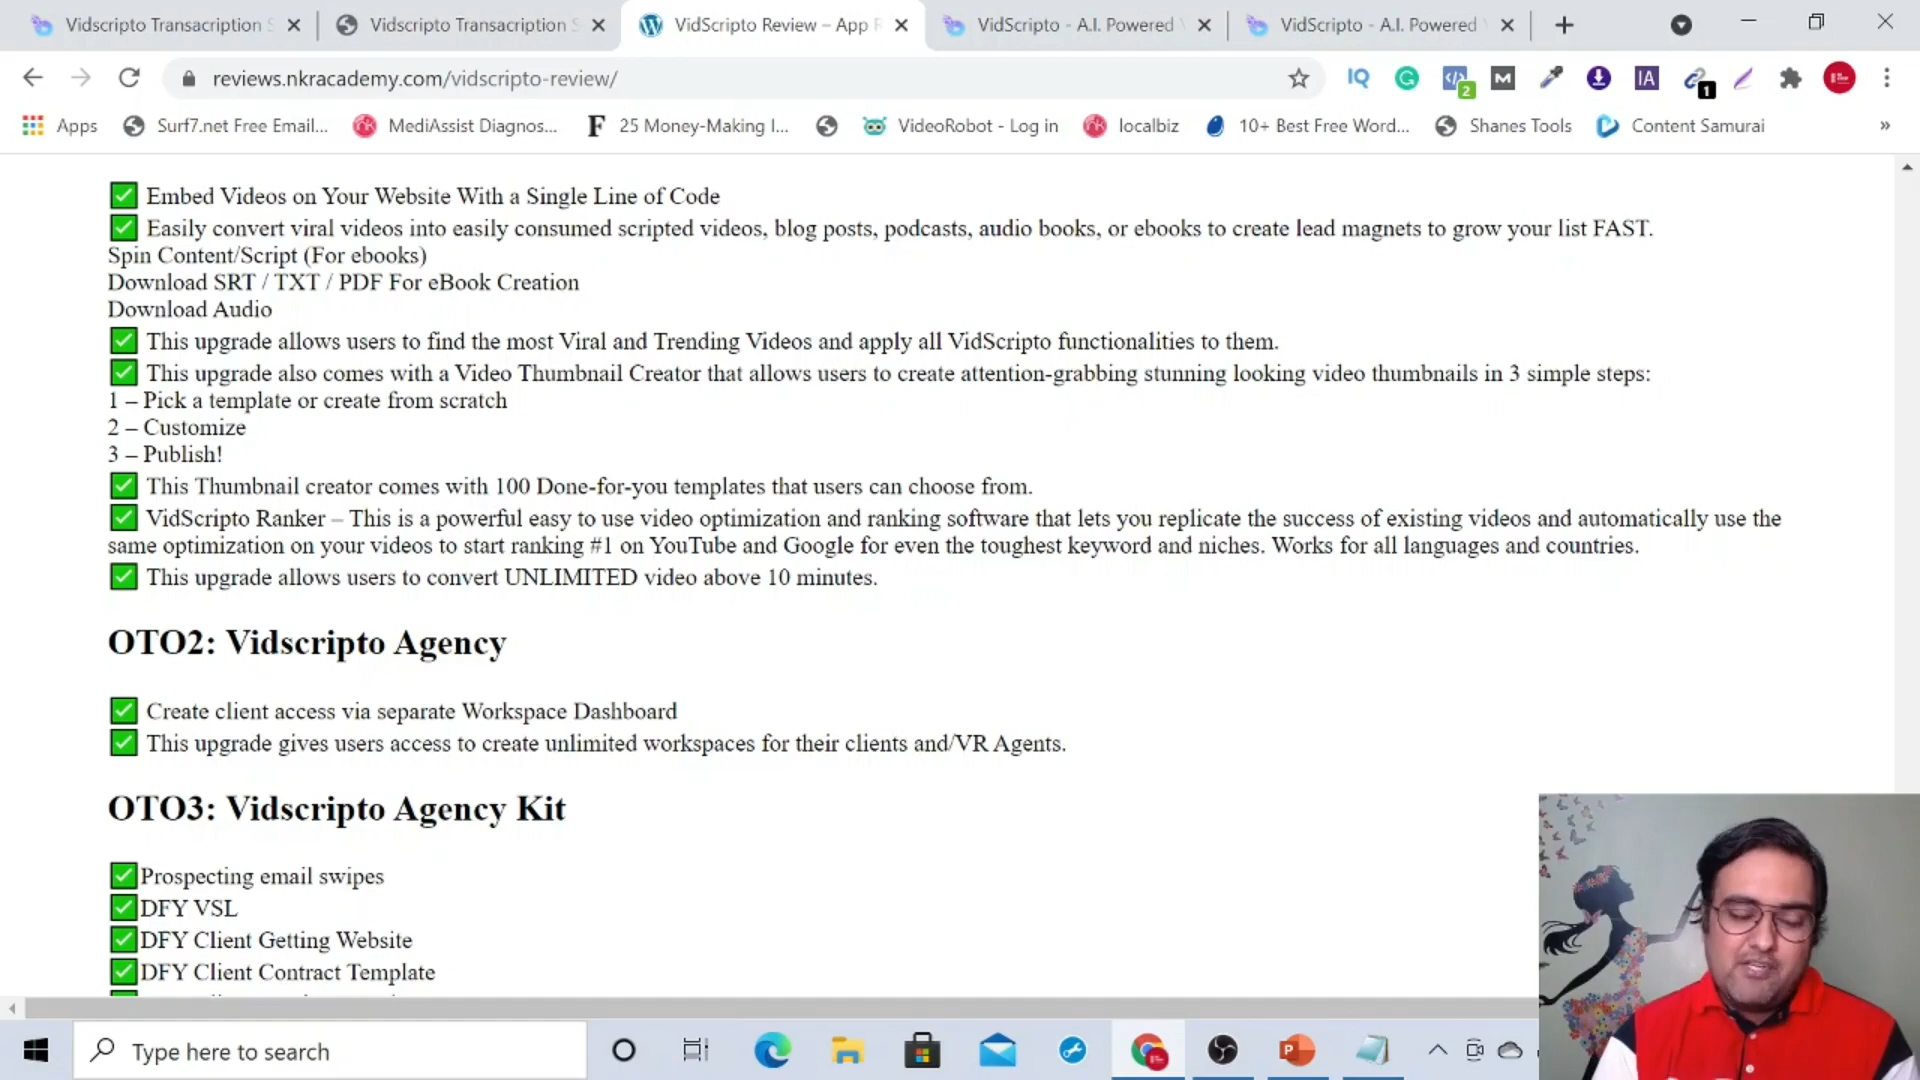 Vidscripto Transacription S
Vidscripto Transacription S
VidScripto Review – App R
VidScripto - A.I. Powered V
VidScripto - A.I. Powered V
reviews.nkracademy.com/vidscripto-review/
IQ
2
M
IA
1
Apps
Surf7.net Free Email...
MediAssist Diagnos...
25 Money-Making I...
VideoRobot - Log in
localbiz
10+ Best Free Word...
Shanes Tools
Content Samurai
»
Embed Videos on Your Website With a Single Line of Code
Easily convert viral videos into easily consumed scripted videos, blog posts, podcasts, audio books, or ebooks to create lead magnets to grow your list FAST.
Spin Content/Script (For ebooks)
Download SRT / TXT / PDF For eBook Creation
Download Audio
This upgrade allows users to find the most Viral and Trending Videos and apply all VidScripto functionalities to them.
This upgrade also comes with a Video Thumbnail Creator that allows users to create attention-grabbing stunning looking video thumbnails in 3 simple steps:
1 – Pick a template or create from scratch
2 – Customize
3 – Publish!
This Thumbnail creator comes with 100 Done-for-you templates that users can choose from.
VidScripto Ranker – This is a powerful easy to use video optimization and ranking software that lets you replicate the success of existing videos and automatically use the
same optimization on your videos to start ranking #1 on YouTube and Google for even the toughest keyword and niches. Works for all languages and countries.
This upgrade allows users to convert UNLIMITED video above 10 minutes.
OTO2: Vidscripto Agency
Create client access via separate Workspace Dashboard
This upgrade gives users access to create unlimited workspaces for their clients and/VR Agents.
OTO3: Vidscripto Agency Kit
Prospecting email swipes
DFY VSL
DFY Client Getting Website
DFY Client Contract Template
Type here to search